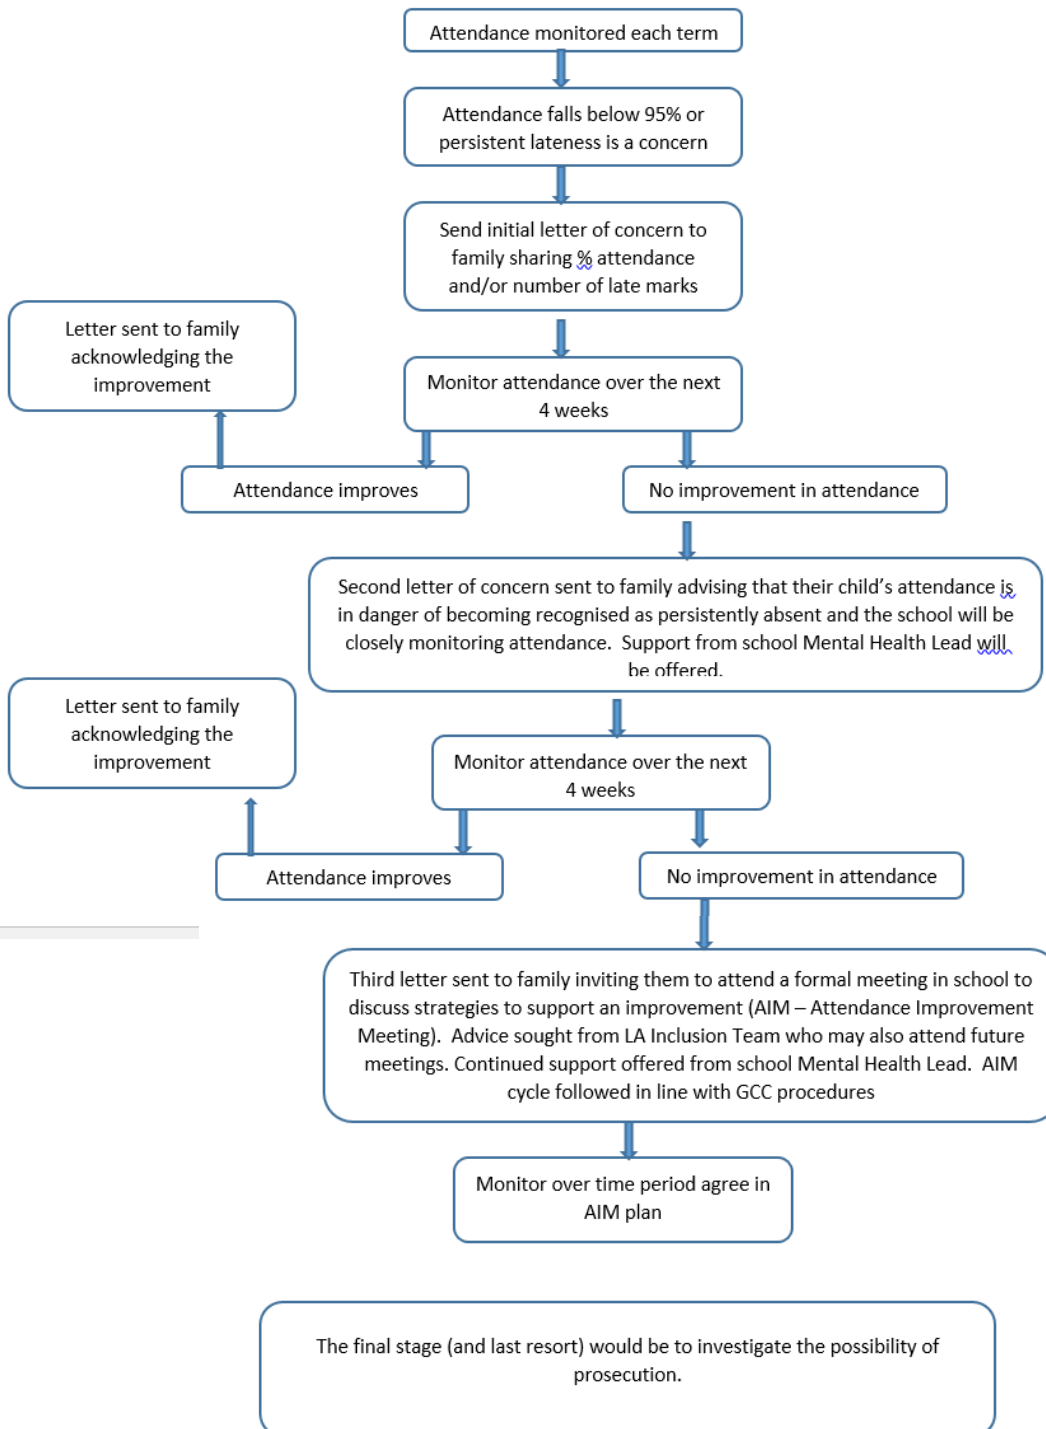 Attendance monitored each term
Attendance falls below 95% or
persistent lateness is a concern
Send initial letter of concern to
family sharing % attendance
and/or number of late marks
Letter sent to family
acknowledging the
improvement
Monitor attendance over the next
4 weeks
Attendance improves
No improvement in attendance
Second letter of concern sent to family advising that their child’s attendance is
in danger of becoming recognised as persistently absent and the school will be
closely monitoring attendance.  Support from school Mental Health Lead will
be offered.
Letter sent to family
acknowledging the
improvement
Monitor attendance over the next
4 weeks
Attendance improves
No improvement in attendance
Third letter sent to family inviting them to attend a formal meeting in school to
discuss strategies to support an improvement (AIM – Attendance Improvement
Meeting).  Advice sought from LA Inclusion Team who may also attend future
meetings. Continued support offered from school Mental Health Lead.  AIM
cycle followed in line with GCC procedures
Monitor over time period agree in
AIM plan
The final stage (and last resort) would be to investigate the possibility of
prosecution.